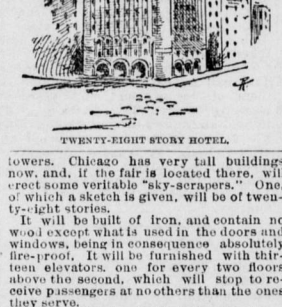 TWENTY-EIGHT STORY HOTEL.
towers. Chicago has very tall buildings
now, and, if the fair is located there, will
erect some veritable "sky-scrapers." One,
of which a sketch is given, will be of twen-
ty-eight stories.
It will be built of iron, and contain no
wood except what is used in the doors and
windows, being in consequence absolutely
fire-proof. It will be furnished with thir-
teen elevators, one for every two floors
above the second, which will stop to re-
ceive passengers at no others than the ones
they serve.